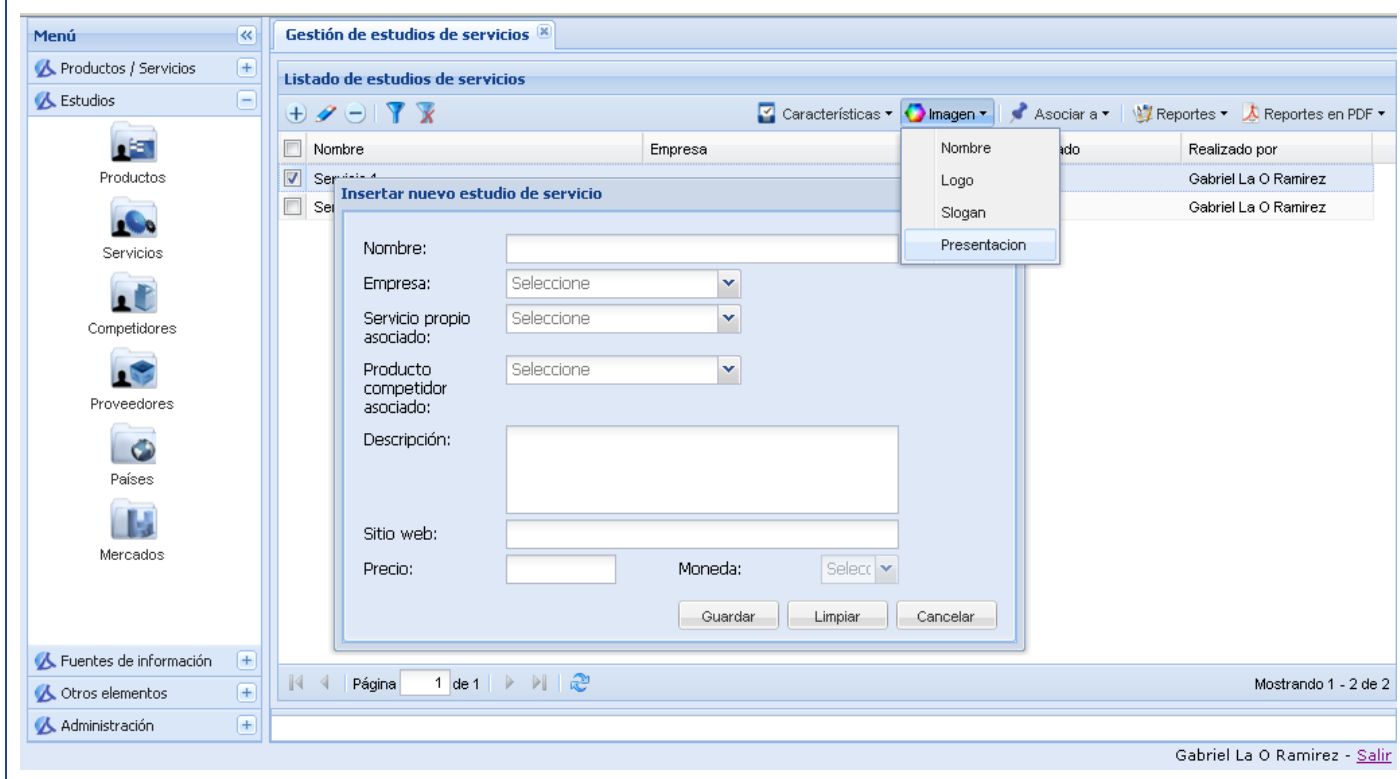 Menú
Gestión de estudios de servicios
Productos / Servicios
Listado de estudios de servicios
Estudios
Características
Imagen
Asociar a
Reportes
Reportes en PDF
Nombre
Empresa
Realizado por
Nombre
Logo
Slogan
Presentacion
Gabriel La O Ramirez
Gabriel La O Ramirez
Productos
Servicios
Competidores
Proveedores
Países
Mercados
Insertar nuevo estudio de servicio
Nombre:
Empresa:
Seleccione
Servicio propio
asociado:
Seleccione
Producto
competidor
asociado:
Seleccione
Descripción:
Sitio web:
Precio:
Moneda:
Guardar
Limpiar
Cancelar
Fuentes de información
Otros elementos
Administración
Página 1 de 1
Mostrando 1 - 2 de 2
Gabriel La O Ramirez - Salir